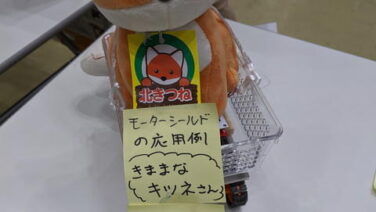 北きつね
モーターシールド
の応用例
きままな
キツネさん